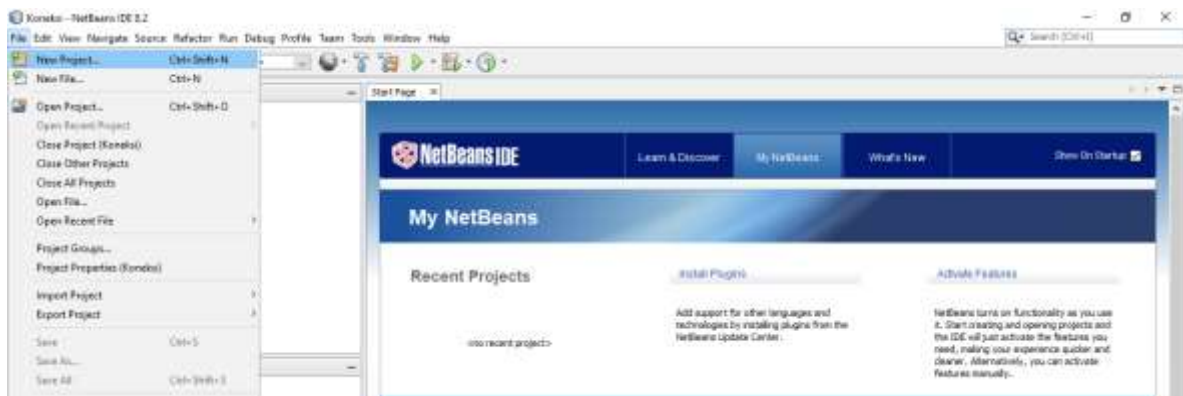 Koneksi - NetBeans IDE 8.2
File Edit View Navigate Source Refactor Run Debug Profile Team Tools Window Help
Search (Ctrl+I)
New Project... Ctrl+Shift+N
New File... Ctrl+N
Open Project... Ctrl+Shift+O
Open Recent Project
Close Project (Koneksi)
Close Other Projects
Close All Projects
Open File...
Open Recent File
Project Groups...
Project Properties (Koneksi)
Import Project
Export Project
Save Ctrl+S
Save As...
Save All Ctrl+Shift+S
Start Page
NetBeans IDE
Learn & Discover My NetBeans What's New Show On Startup
My NetBeans
Recent Projects
<no recent project>
Install Plugins
Add support for other languages and
technologies by installing plugins from the
NetBeans Update Center.
Activate Features
NetBeans turns on functionality as you use
it. Start creating and opening projects and
the IDE will just activate the features you
need, making your experience quicker and
cleaner. Alternatively, you can activate
features manually.